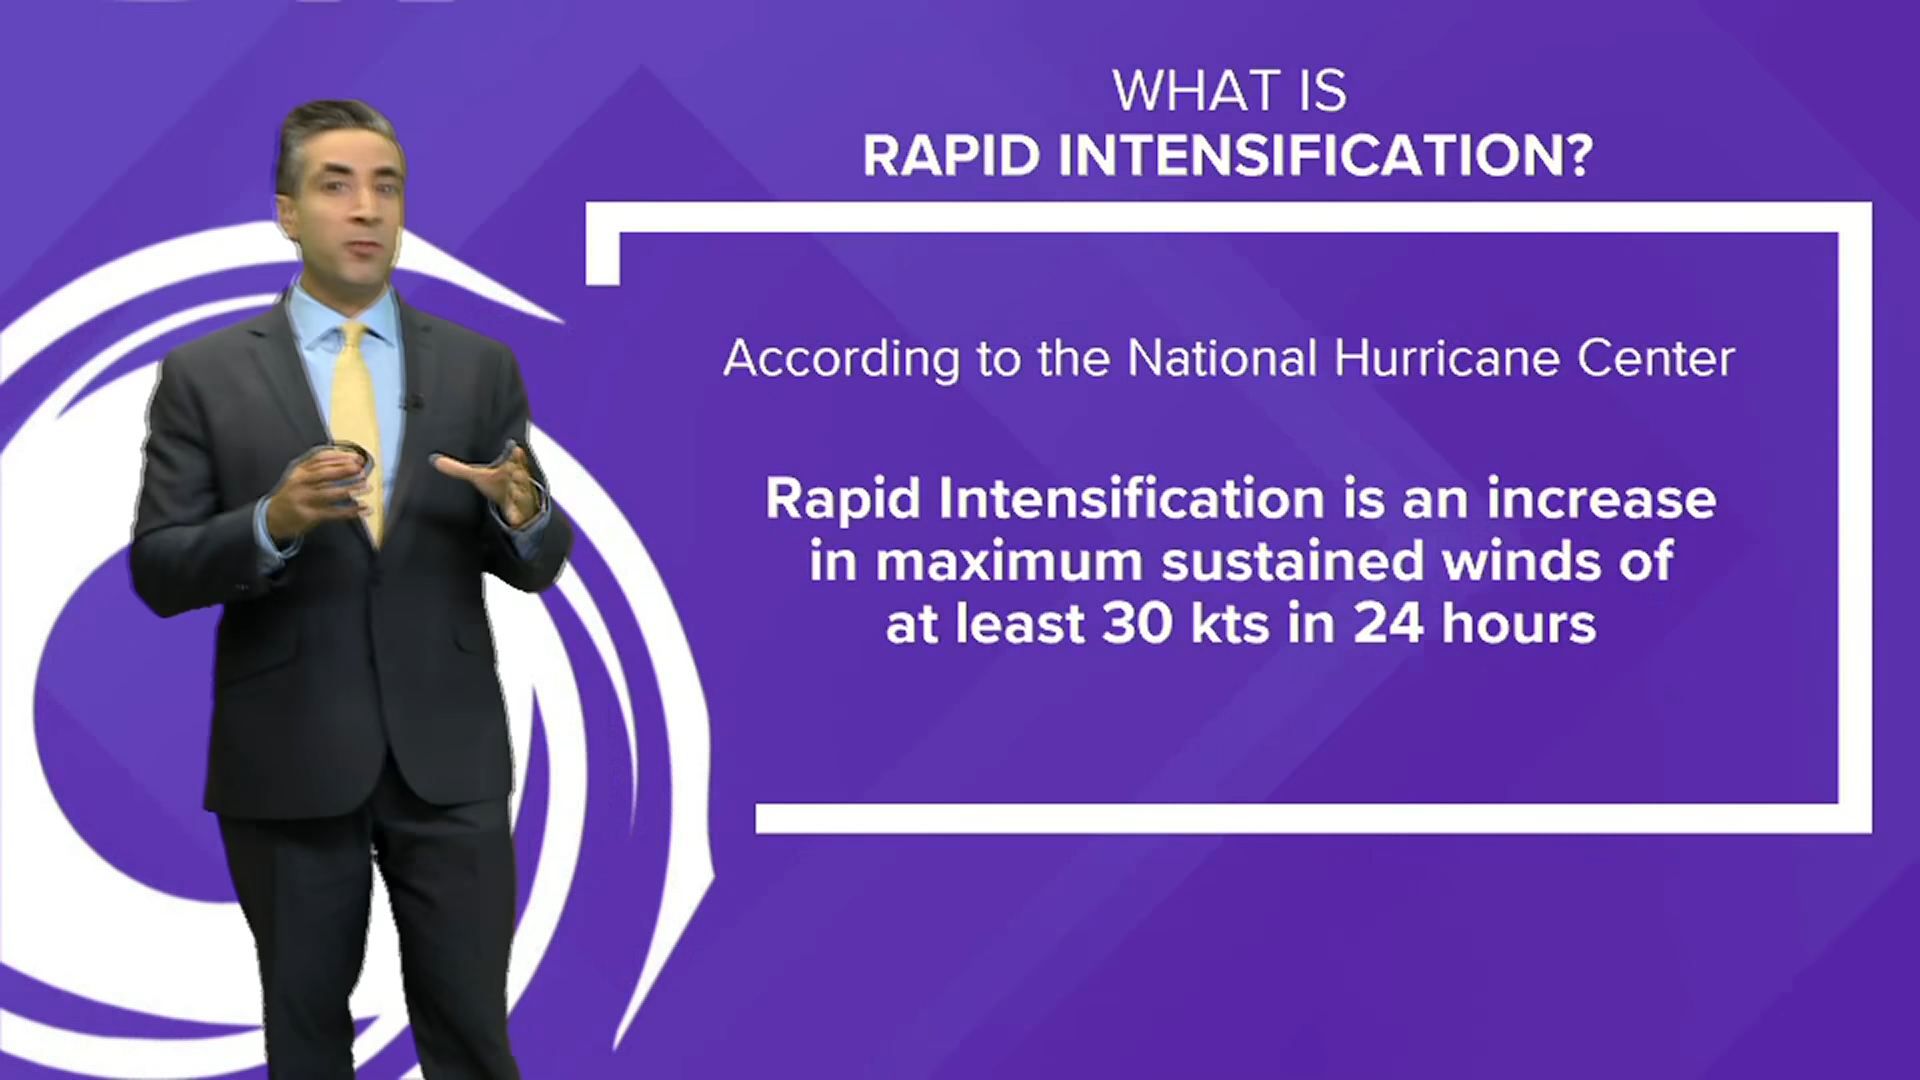 WHAT IS
RAPID INTENSIFICATION?
According to the National Hurricane Center
Rapid Intensification is an increase
in maximum sustained winds of
at least 30 kts in 24 hours